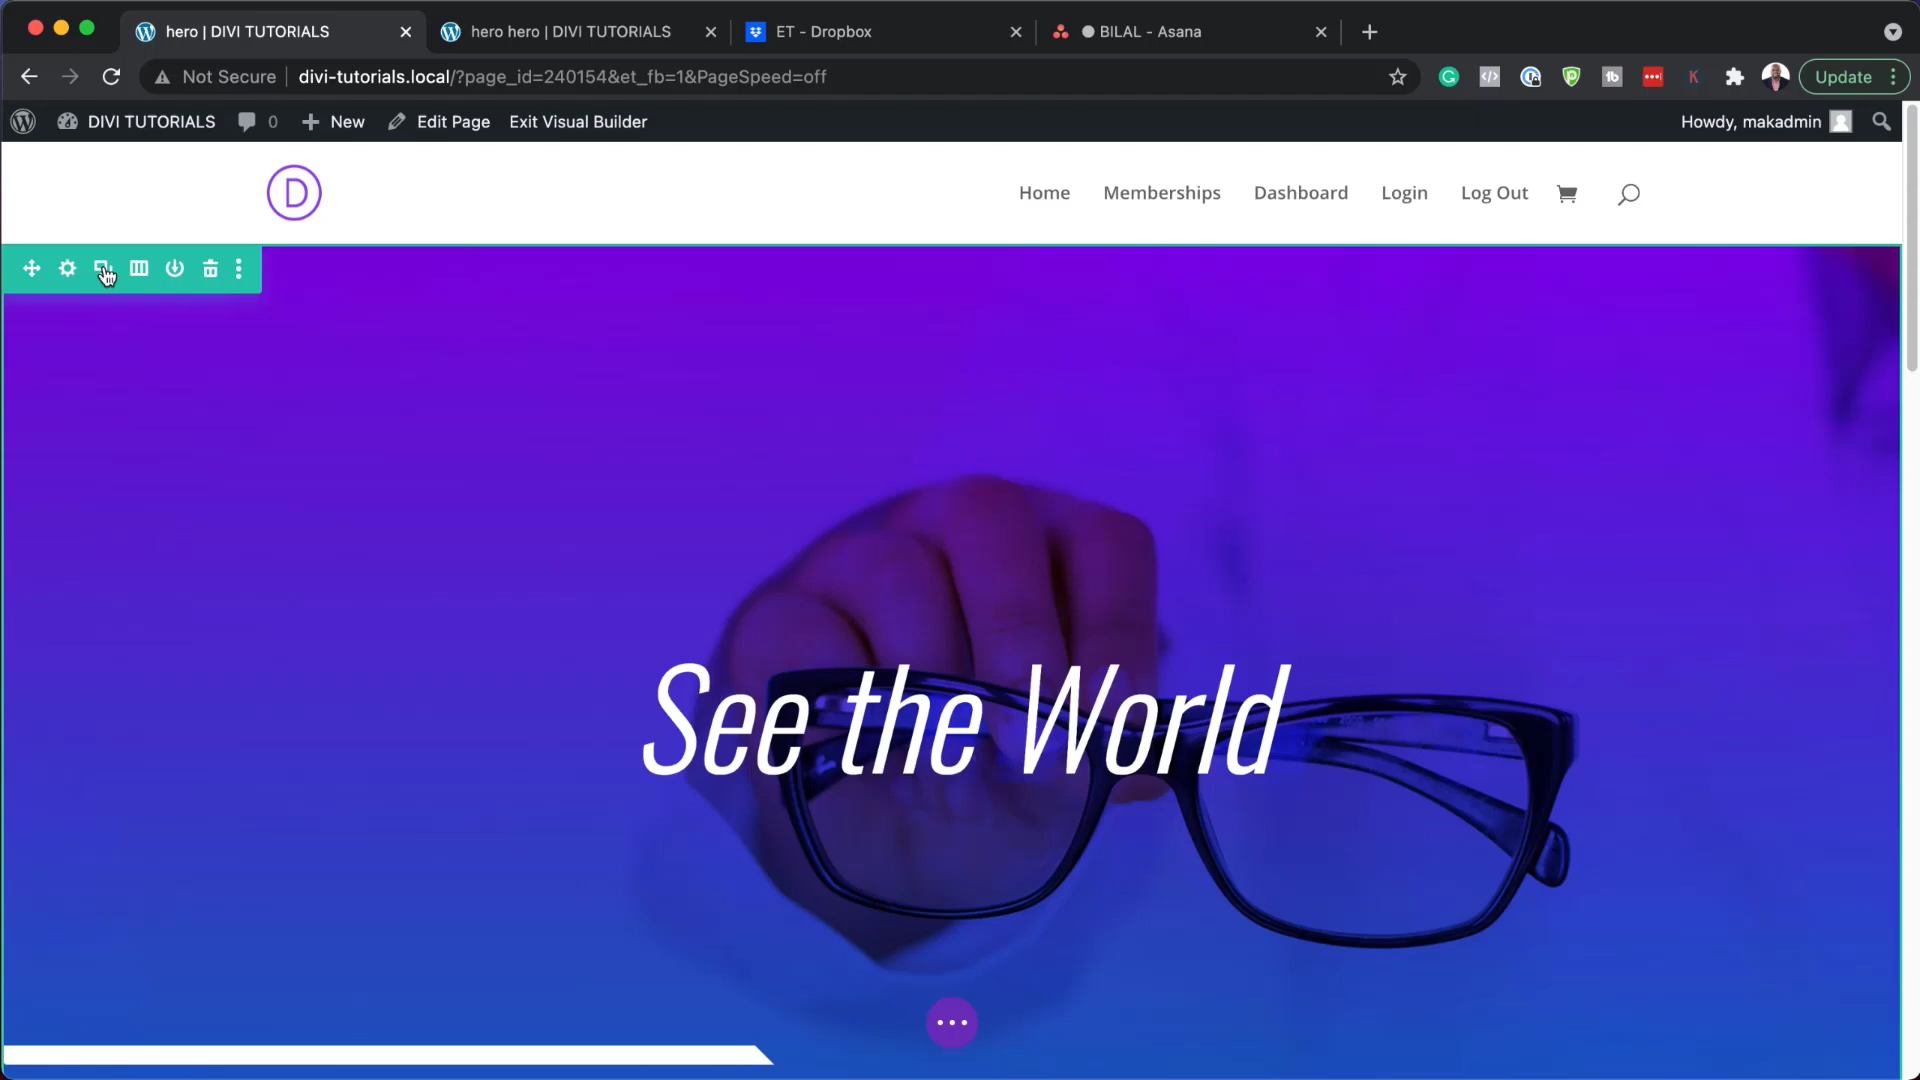 hero | DIVI TUTORIALS
hero hero | DIVI TUTORIALS
ET - Dropbox
BILAL - Asana
Not Secure
divi-tutorials.local/?page_id=240154&et_fb=1&PageSpeed=off
Update
DIVI TUTORIALS
0
New
Edit Page
Exit Visual Builder
Howdy, makadmin
D
Home
Memberships
Dashboard
Login
Log Out
See the World